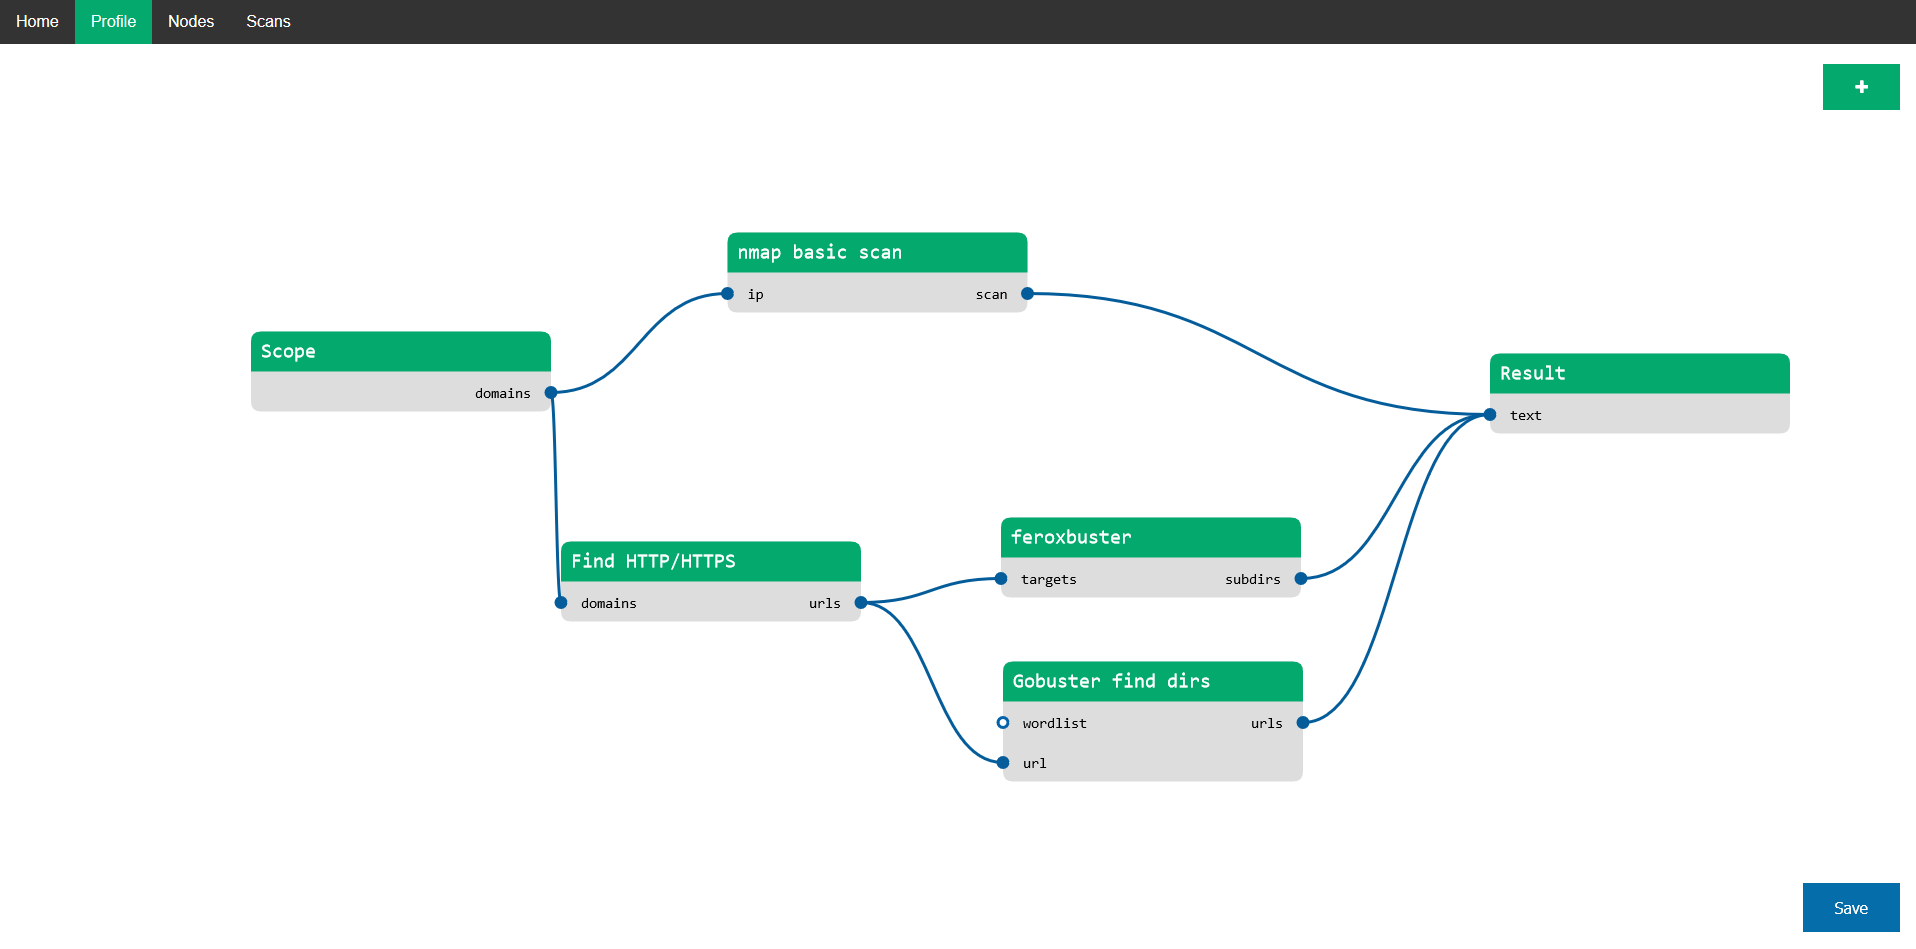 Home Profile Nodes Scans
+
nmap basic scan
ip scan
Scope
domains
Result
text
feroxbuster
targets subdirs
Find HTTP/HTTPS
domains urls
Gobuster find dirs
wordlist urls
url
Save